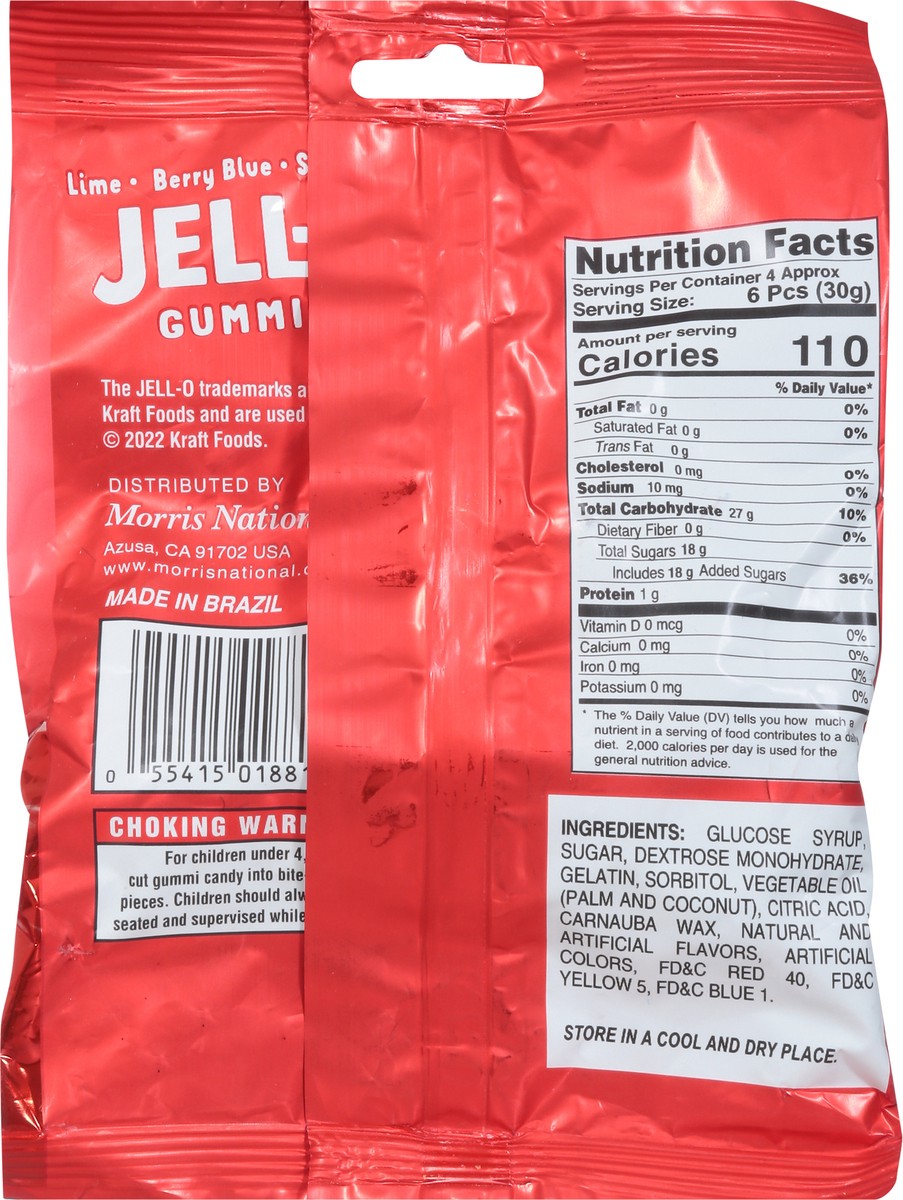 Lime • Berry Blue • S
JELL-
GUMMI
The JELL-O trademarks a
Kraft Foods and are used
© 2022 Kraft Foods.
DISTRIBUTED BY
Morris Nation
Azusa, CA 91702 USA
www.morrisnational.c
MADE IN BRAZIL
0 55415 0188
CHOKING WARN
For children under 4,
cut gummi candy into bite-
pieces. Children should alw
seated and supervised while
Nutrition Facts
Servings Per Container 4 Approx
Serving Size: 6 Pcs (30g)
Amount per serving
Calories 110
% Daily Value*
Total Fat 0 g 0%
Saturated Fat 0 g 0%
Trans Fat 0 g
Cholesterol 0 mg 0%
Sodium 10 mg 0%
Total Carbohydrate 27 g 10%
Dietary Fiber 0 g 0%
Total Sugars 18 g
Includes 18 g Added Sugars 36%
Protein 1 g
Vitamin D 0 mcg 0%
Calcium 0 mg 0%
Iron 0 mg 0%
Potassium 0 mg 0%
* The % Daily Value (DV) tells you how much a
nutrient in a serving of food contributes to a daily
diet. 2,000 calories per day is used for the
general nutrition advice.
INGREDIENTS: GLUCOSE SYRUP,
SUGAR, DEXTROSE MONOHYDRATE,
GELATIN, SORBITOL, VEGETABLE OIL
(PALM AND COCONUT), CITRIC ACID,
CARNAUBA WAX, NATURAL AND
ARTIFICIAL FLAVORS, ARTIFICIAL
COLORS, FD&C RED 40, FD&C
YELLOW 5, FD&C BLUE 1.
STORE IN A COOL AND DRY PLACE.